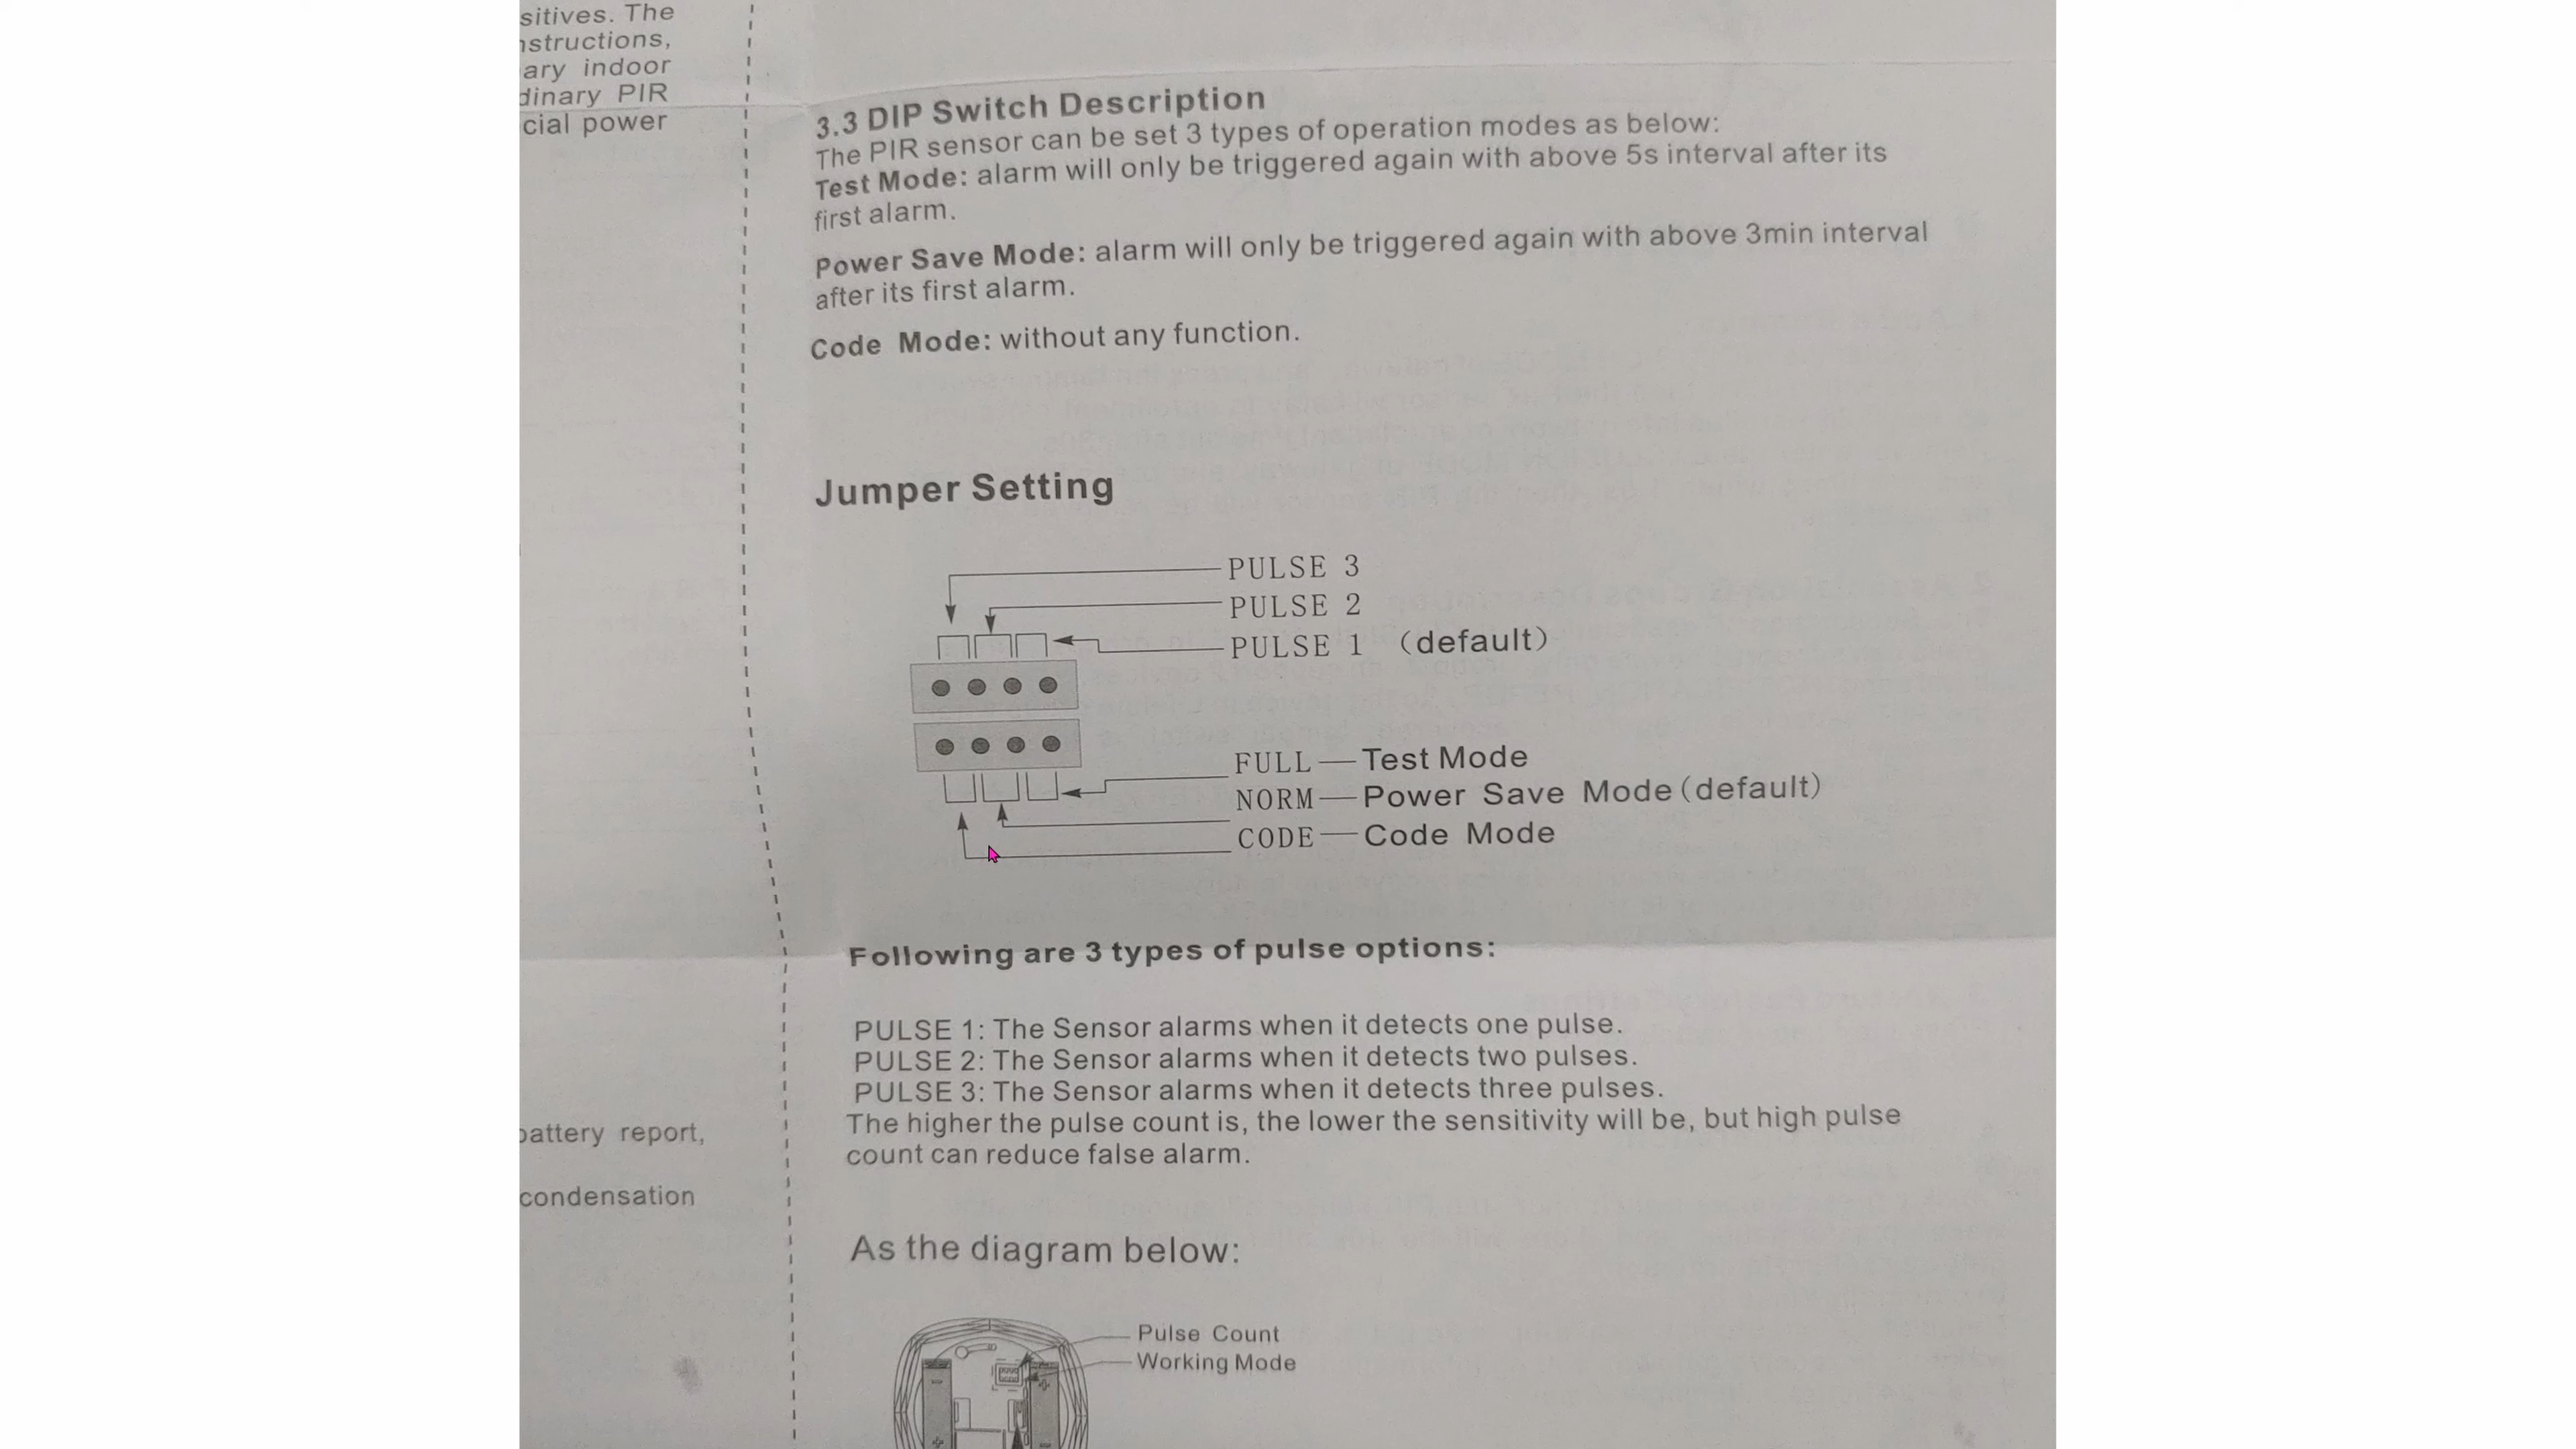 sitives. The
structions,
ary indoor
dinary PIR
cial power
battery report,
condensation
3.3 DIP Switch Description
The PIR sensor can be set 3 types of operation modes as below:
Test Mode: alarm will only be triggered again with above 5s interval after its
first alarm.
Power Save Mode: alarm will only be triggered again with above 3min interval
after its first alarm.
Code Mode: without any function.
Jumper Setting
PULSE 3
PULSE 2
PULSE 1 (default)
FULL—Test Mode
NORM—Power Save Mode(default)
CODE—Code Mode
Following are 3 types of pulse options:
PULSE 1: The Sensor alarms when it detects one pulse.
PULSE 2: The Sensor alarms when it detects two pulses.
PULSE 3: The Sensor alarms when it detects three pulses.
The higher the pulse count is, the lower the sensitivity will be, but high pulse
count can reduce false alarm.
As the diagram below:
Pulse Count
Working Mode